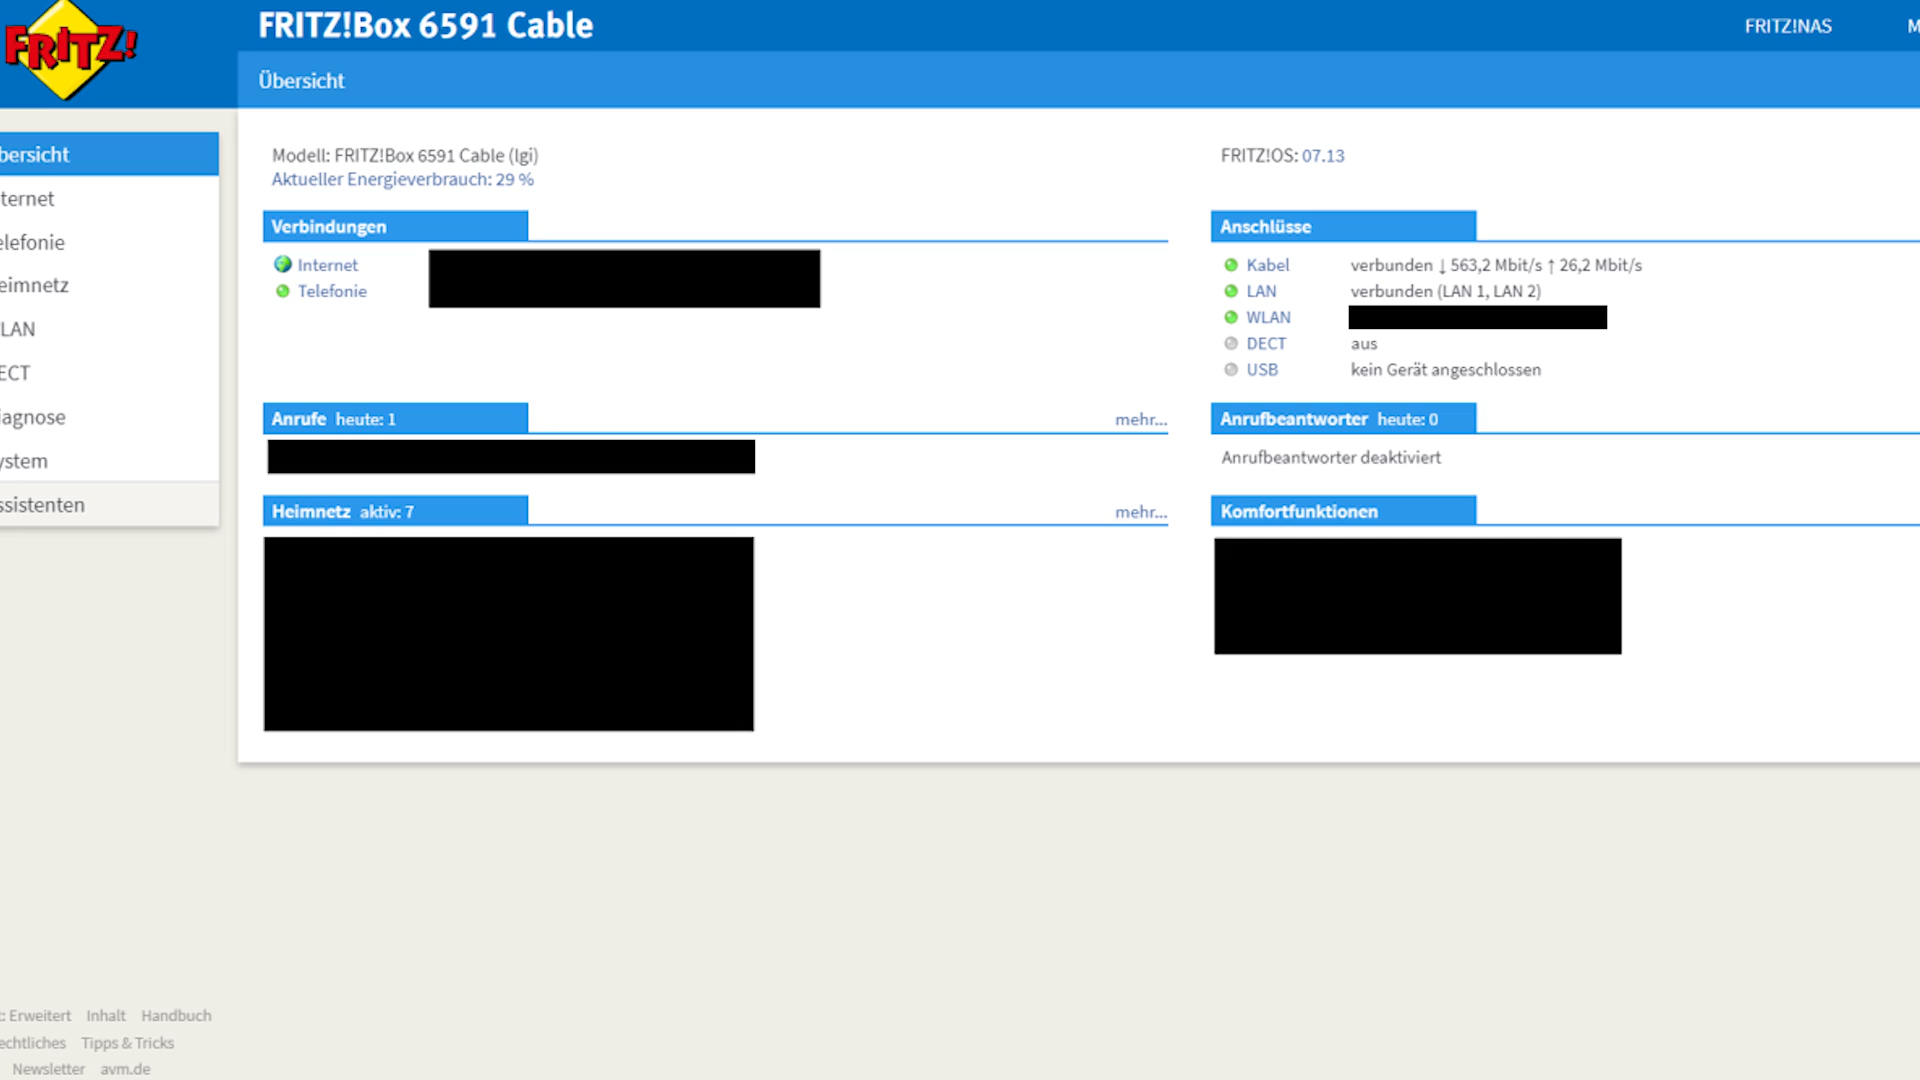 FRITZ!
FRITZ!Box 6591 Cable
FRITZ!NAS
M
Übersicht
bersicht
ternet
elefonie
eimnetz
LAN
ECT
iagnose
ystem
ssistenten
Modell: FRITZ!Box 6591 Cable (lgi)
Aktueller Energieverbrauch: 29 %
FRITZ!OS: 07.13
Verbindungen
Internet
Telefonie
Anschlüsse
Kabel verbunden ↓ 563,2 Mbit/s ↑ 26,2 Mbit/s
LAN verbunden (LAN 1, LAN 2)
WLAN
DECT aus
USB kein Gerät angeschlossen
Anrufe heute: 1 mehr...
Anrufbeantworter heute: 0
Anrufbeantworter deaktiviert
Heimnetz aktiv: 7 mehr...
Komfortfunktionen
: Erweitert Inhalt Handbuch
echtliches Tipps & Tricks
Newsletter avm.de